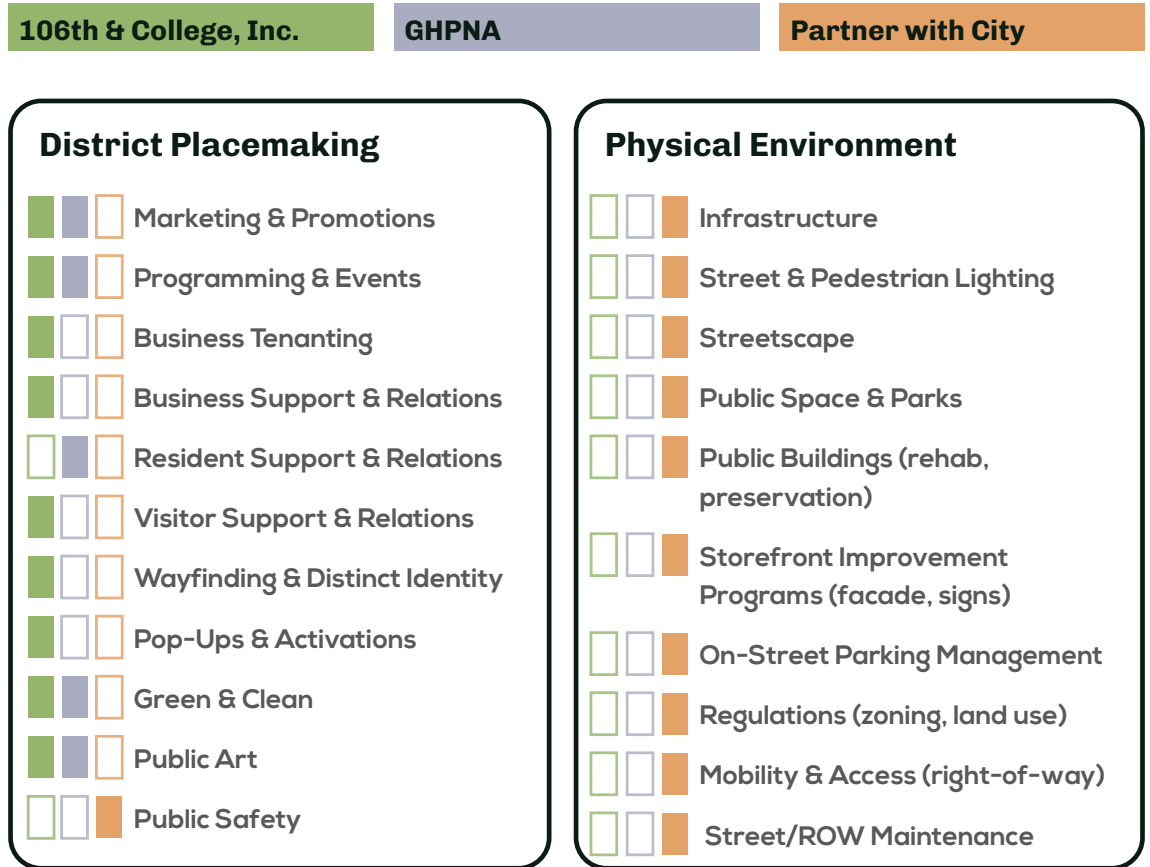 106th & College, Inc.
GHPNA
Partner with City
District Placemaking
Marketing & Promotions
Programming & Events
Business Tenanting
Business Support & Relations
Resident Support & Relations
Visitor Support & Relations
Wayfinding & Distinct Identity
Pop-Ups & Activations
Green & Clean
Public Art
Public Safety
Physical Environment
Infrastructure
Street & Pedestrian Lighting
Streetscape
Public Space & Parks
Public Buildings (rehab,
preservation)
Storefront Improvement
Programs (facade, signs)
On-Street Parking Management
Regulations (zoning, land use)
Mobility & Access (right-of-way)
Street/ROW Maintenance